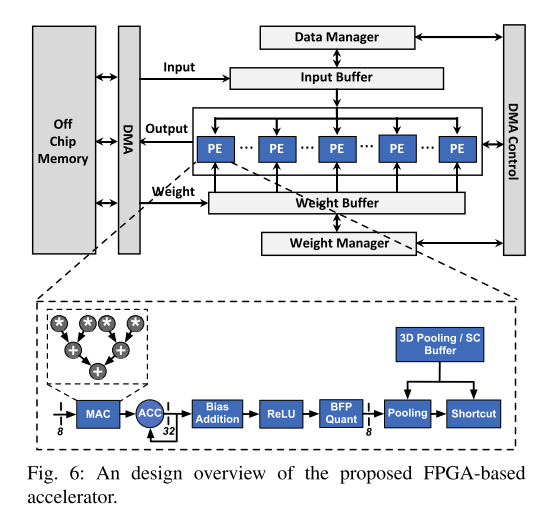 Data Manager
Input
Input Buffer
Off
Chip
Memory
DMA
Output
PE ... PE ... PE ... PE ... PE
DMA Control
Weight
Weight Buffer
Weight Manager
* * * *
+ +
+
3D Pooling / SC
Buffer
8
MAC
ACC
32
Bias
Addition
ReLU
BFP
Quant
8
Pooling
Shortcut
Fig. 6: An design overview of the proposed FPGA-based
accelerator.